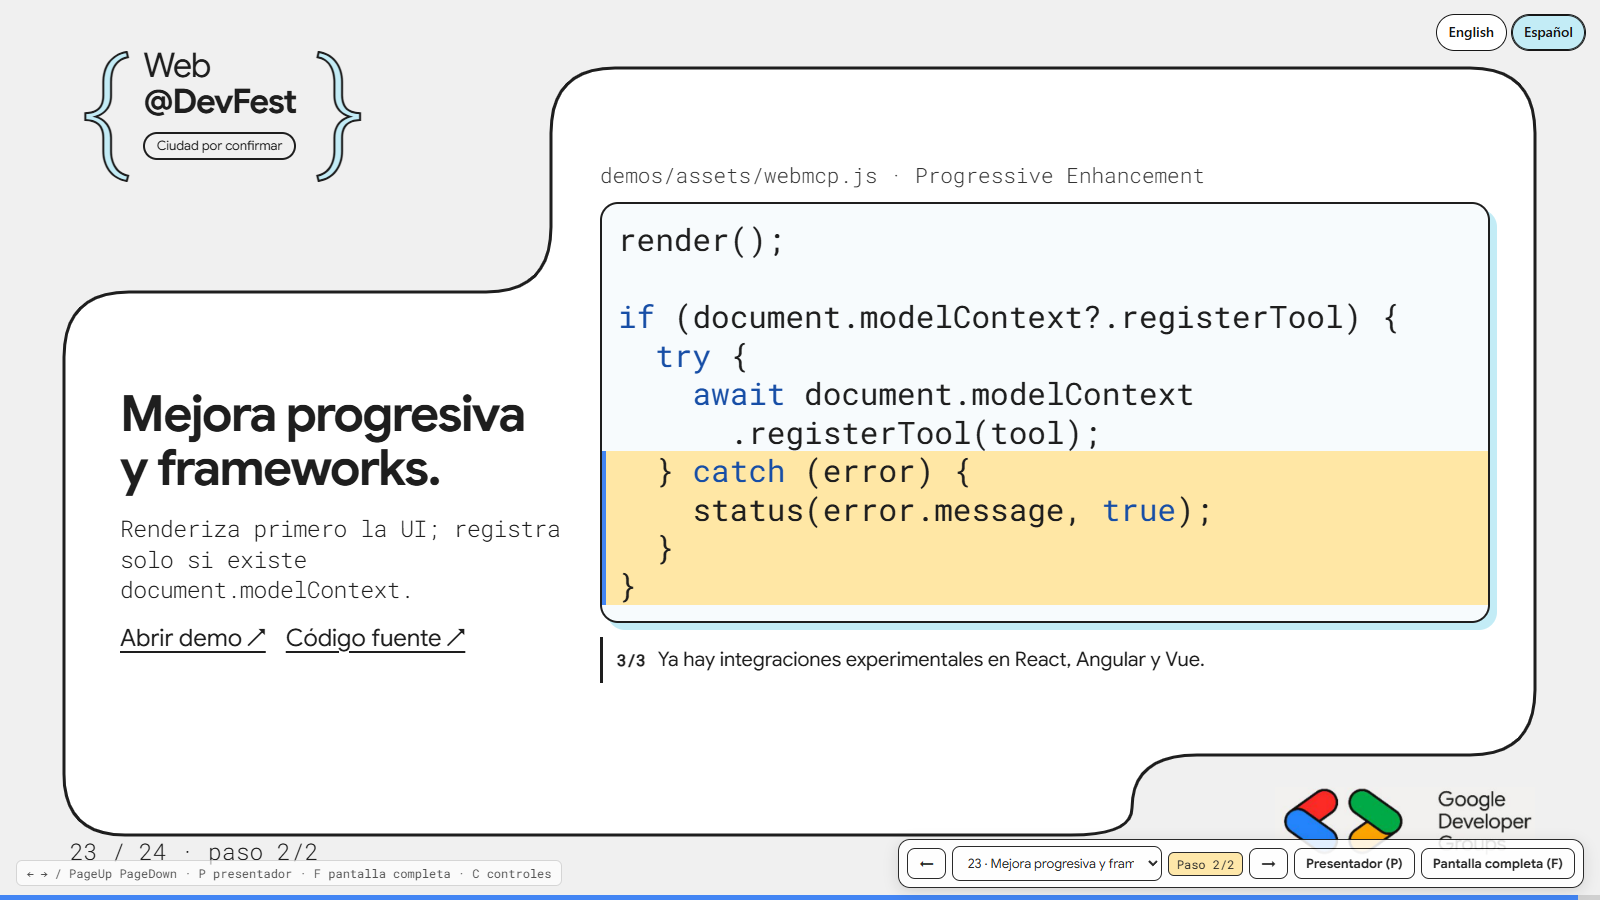 English
Español
Web
@DevFest
Ciudad por confirmar
demos/assets/webmcp.js · Progressive Enhancement
render();
if (document.modelContext?.registerTool) {
try {
await document.modelContext
.registerTool(tool);
} catch (error) {
status(error.message, true);
}
}
3/3 Ya hay integraciones experimentales en React, Angular y Vue.
Mejora progresiva
y frameworks.
Renderiza primero la UI; registra
solo si existe
document.modelContext.
Abrir demo ↗ Código fuente ↗
Google
Developer
Groups
23 / 24 · paso 2/2
← → / PageUp PageDown · P presentador · F pantalla completa · C controles
← 23 · Mejora progresiva y fram Paso 2/2 → Presentador (P) Pantalla completa (F)